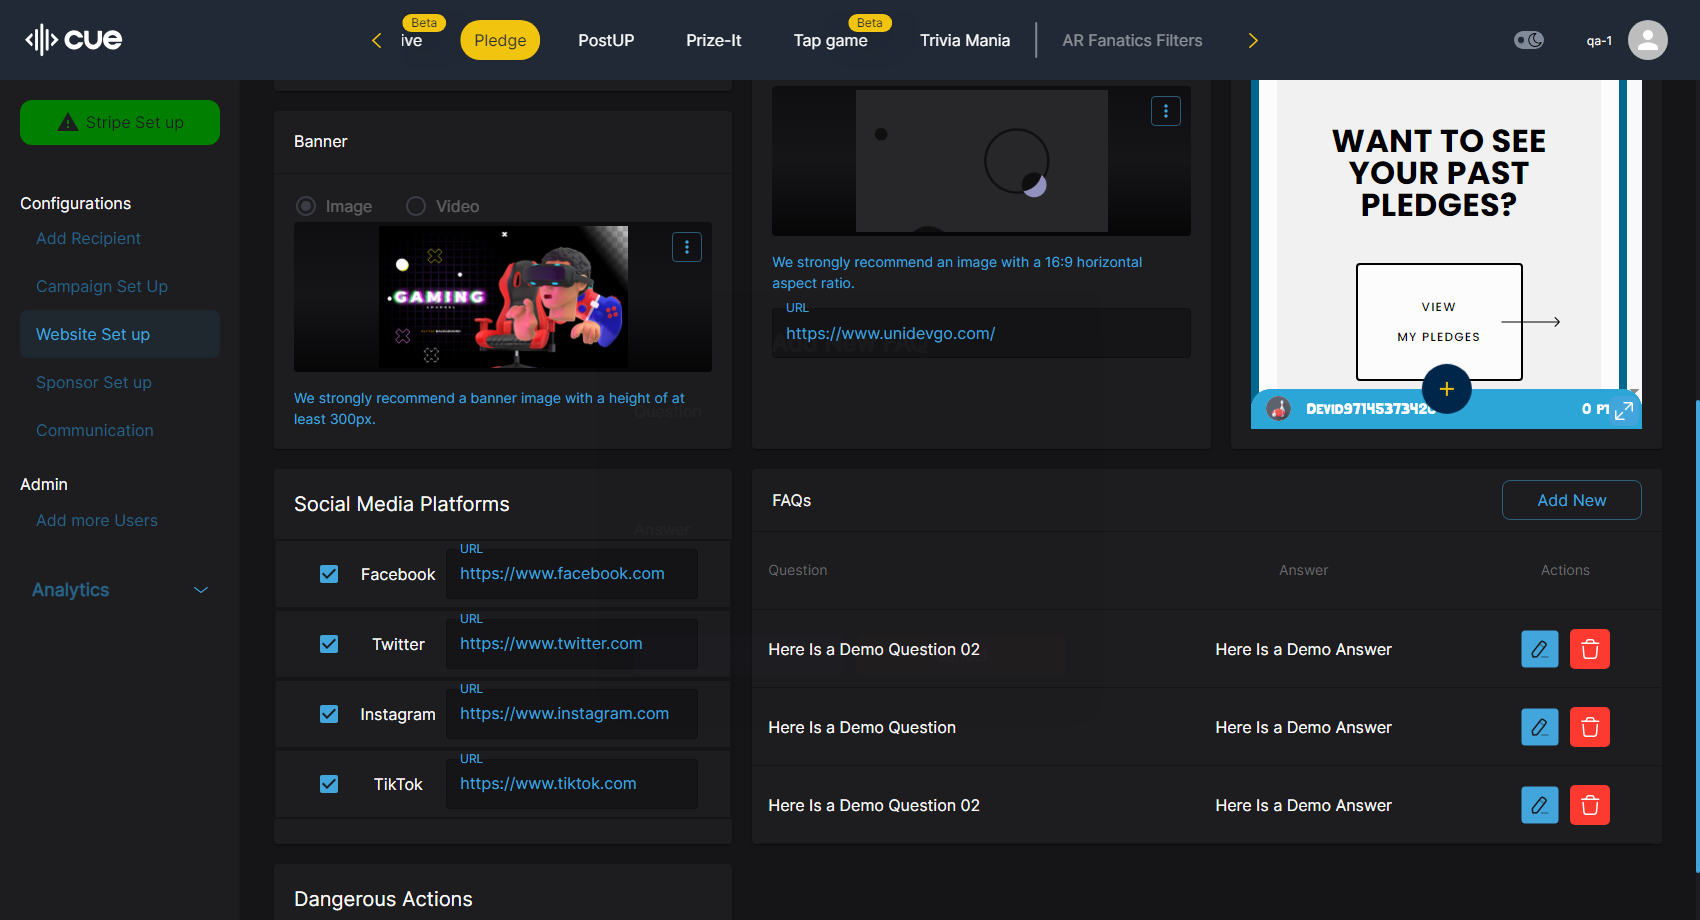 cue
Beta
ive
Pledge
PostUP
Prize-It
Beta
Tap game
Trivia Mania
AR Fanatics Filters
qa-1
Stripe Set up
Configurations
Add Recipient
Campaign Set Up
Website Set up
Sponsor Set up
Communication
Admin
Add more Users
Analytics
Banner
Image
Video
GAMING
We strongly recommend a banner image with a height of at
least 300px.
We strongly recommend an image with a 16:9 horizontal
aspect ratio.
URL
https://www.unidevgo.com/
Add New FAQ
Question
Answer
WANT TO SEE
YOUR PAST
PLEDGES?
VIEW
MY PLEDGES
+
0 PT
Social Media Platforms
Facebook
URL
https://www.facebook.com
Twitter
URL
https://www.twitter.com
Instagram
URL
https://www.instagram.com
TikTok
URL
https://www.tiktok.com
FAQs
Add New
Question
Answer
Actions
Here Is a Demo Question 02
Here Is a Demo Answer
Here Is a Demo Question
Here Is a Demo Answer
Here Is a Demo Question 02
Here Is a Demo Answer
Dangerous Actions